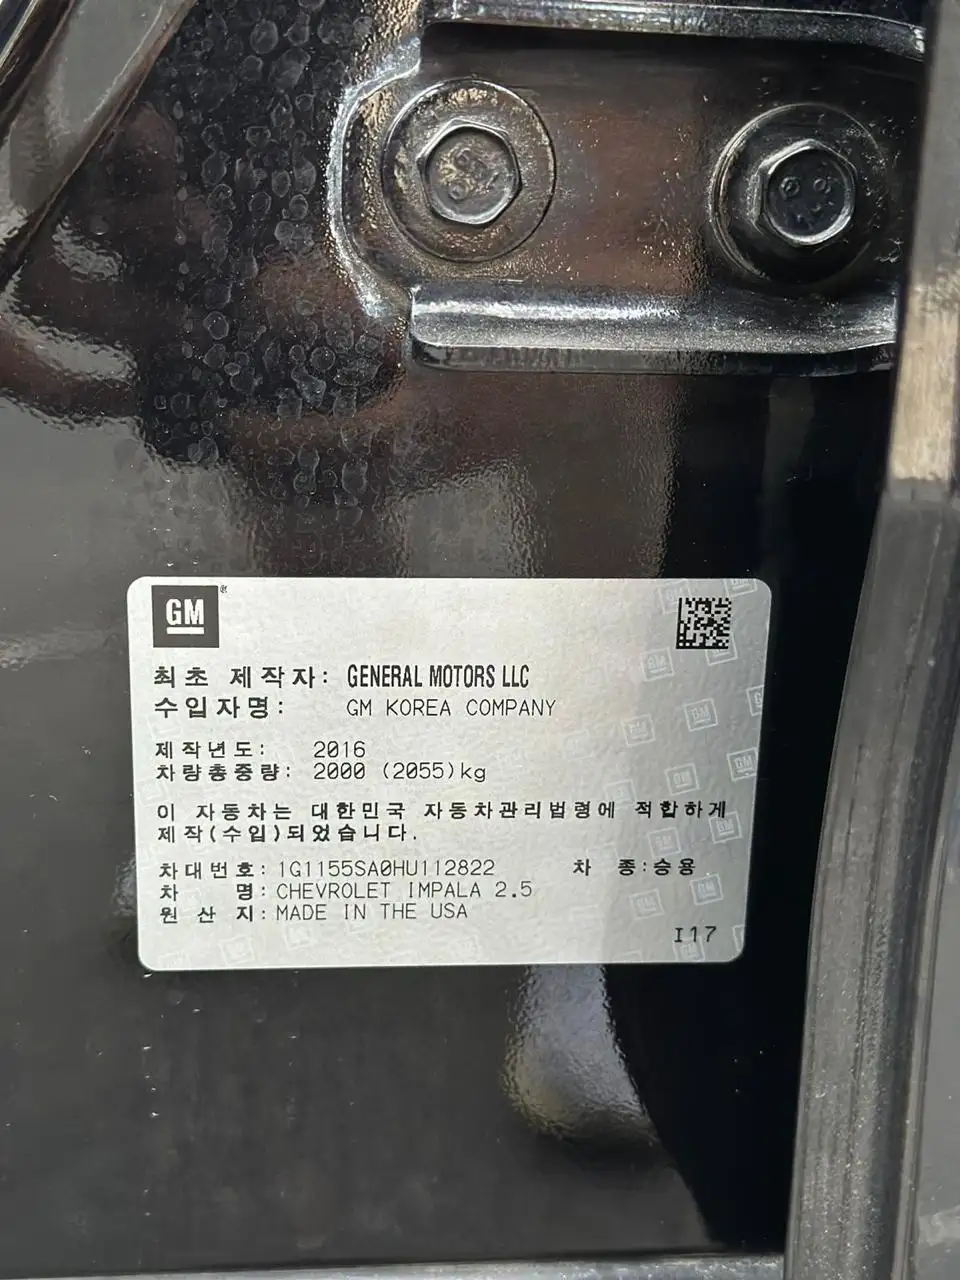 GM ®
최초 제작자: GENERAL MOTORS LLC
수입자명: GM KOREA COMPANY
제작년도: 2016
차량총중량: 2000 (2055)kg
이 자동차는 대한민국 자동차관리법령에 적합하게
제작(수입)되었습니다.
차대번호: 1G1155SA0HU112822 차 종:승용
차 명: CHEVROLET IMPALA 2.5
원 산 지: MADE IN THE USA
I17